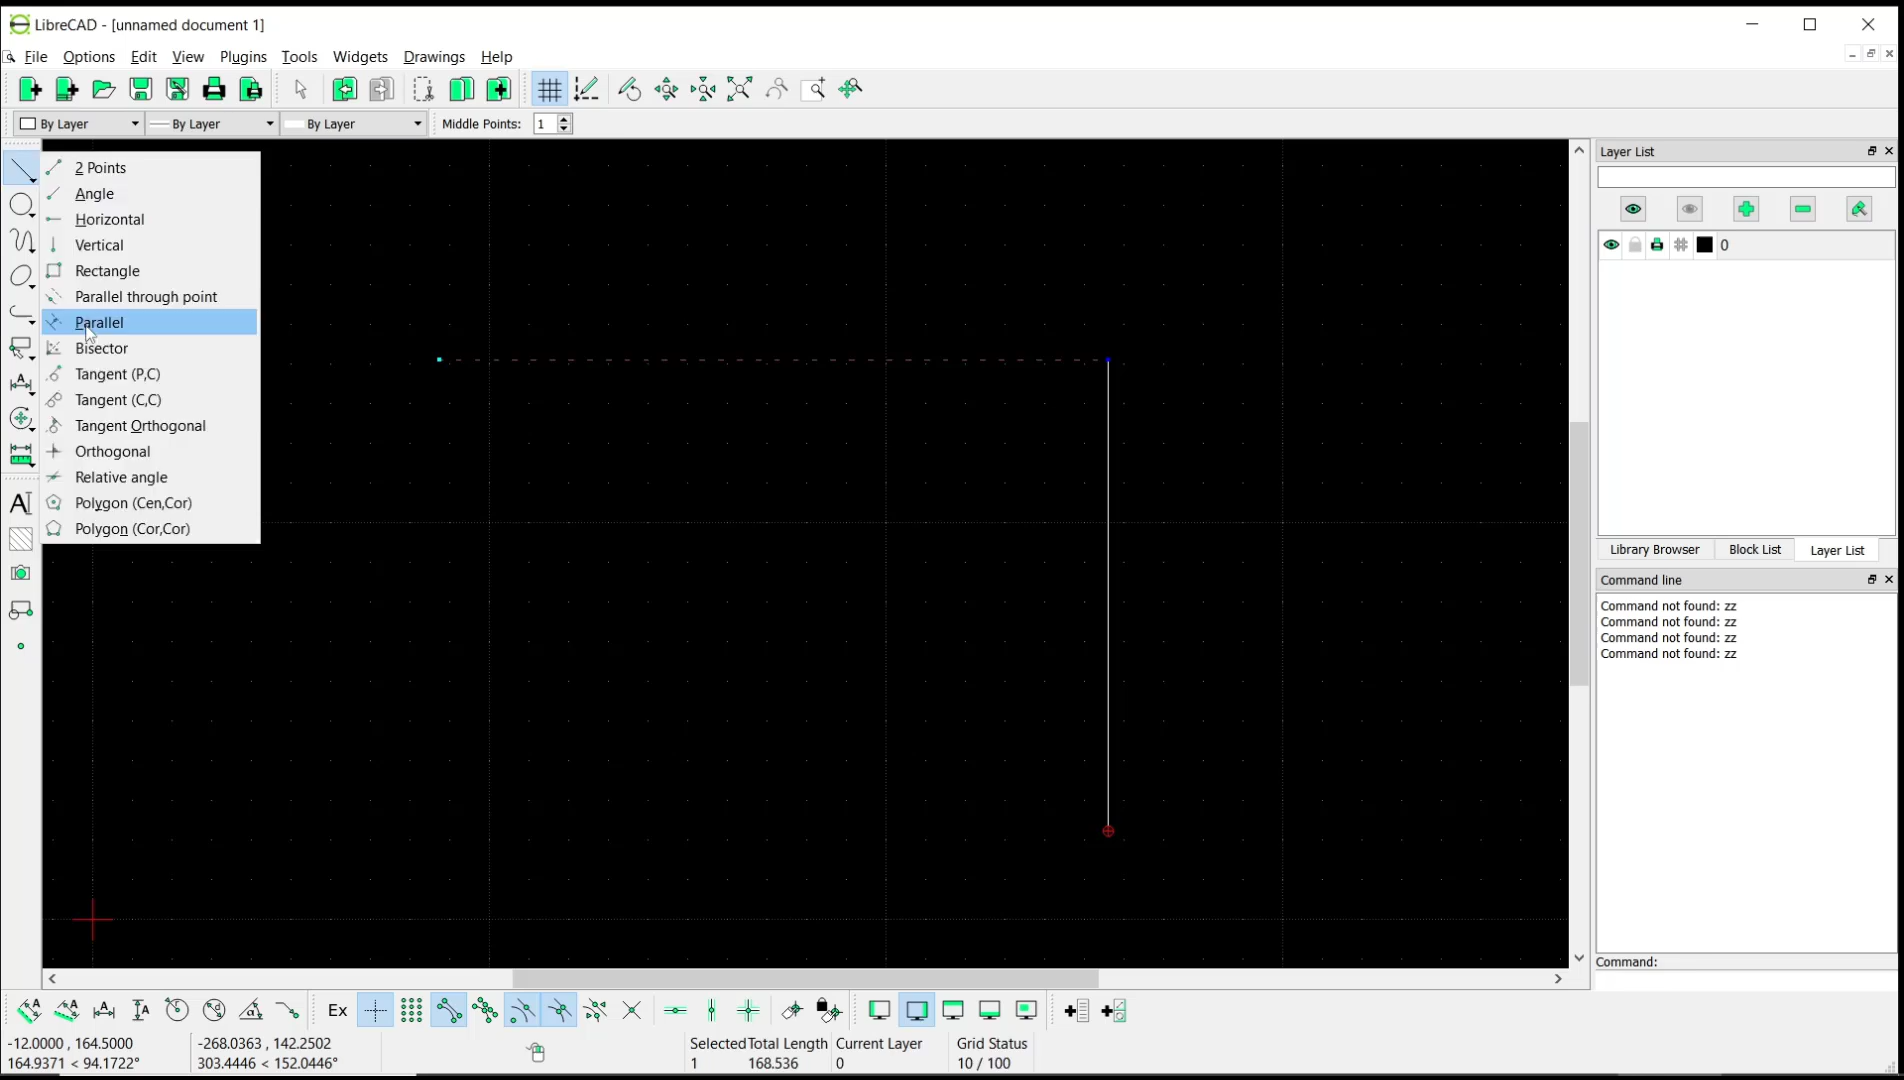 LibreCAD - [unnamed document 1]
File Options Edit View Plugins Tools Widgets Drawings Help
By Layer By Layer By Layer Middle Points: 1
2 Points
Angle
Horizontal
Vertical
Rectangle
Parallel through point
Parallel
Bisector
Tangent (P,C)
Tangent (C,C)
Tangent Orthogonal
Orthogonal
Relative angle
Polygon (Cen,Cor)
Polygon (Cor,Cor)
Layer List
0
Library Browser Block List Layer List
Command line
Command not found: zz
Command not found: zz
Command not found: zz
Command not found: zz
Command:
Ex
-12.0000 , 164.5000 -268.0363 , 142.2502 Selected Total Length Current Layer Grid Status
164.9371 < 94.1722° 303.4446 < 152.0446° 1 168.536 0 10 / 100